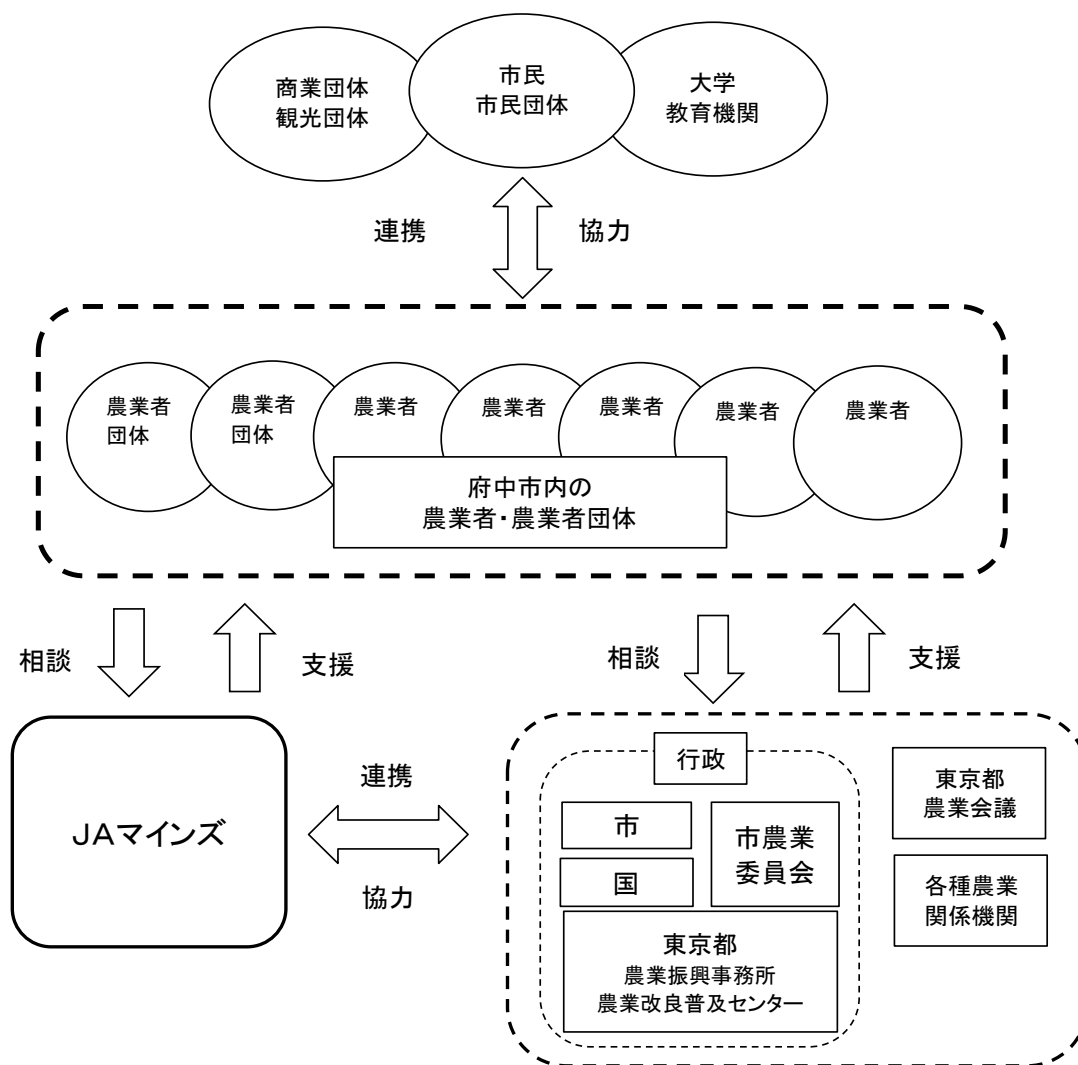 商業団体
観光団体
市民
市民団体
大学
教育機関
連携
協力
農業者
団体
農業者
団体
農業者
農業者
農業者
農業者
農業者
府中市内の
農業者・農業者団体
相談
支援
相談
支援
JAマインズ
連携
協力
行政
市
国
市農業
委員会
東京都
農業振興事務所
農業改良普及センター
東京都
農業会議
各種農業
関係機関